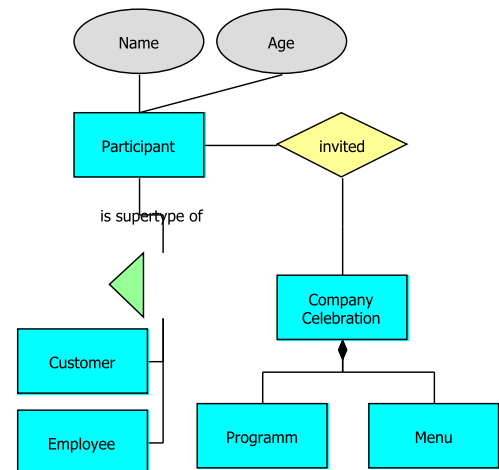 Name
Age
Participant
invited
is supertype of
Company
Celebration
Customer
Employee
Programm
Menu